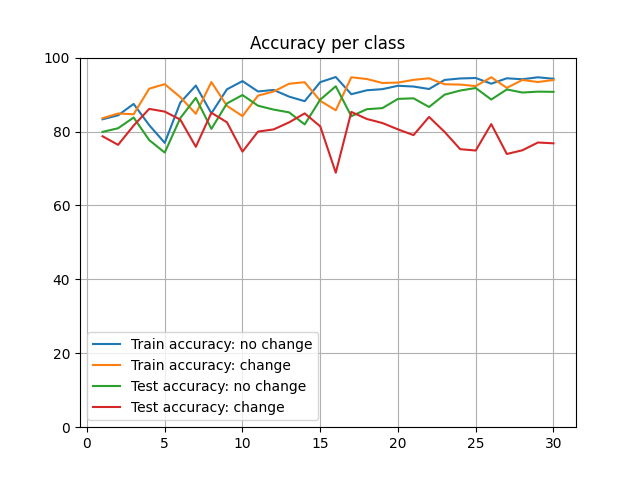 Accuracy per class
100
80
60
40
20
0
Train accuracy: no change
Train accuracy: change
Test accuracy: no change
Test accuracy: change
0 5 10 15 20 25 30